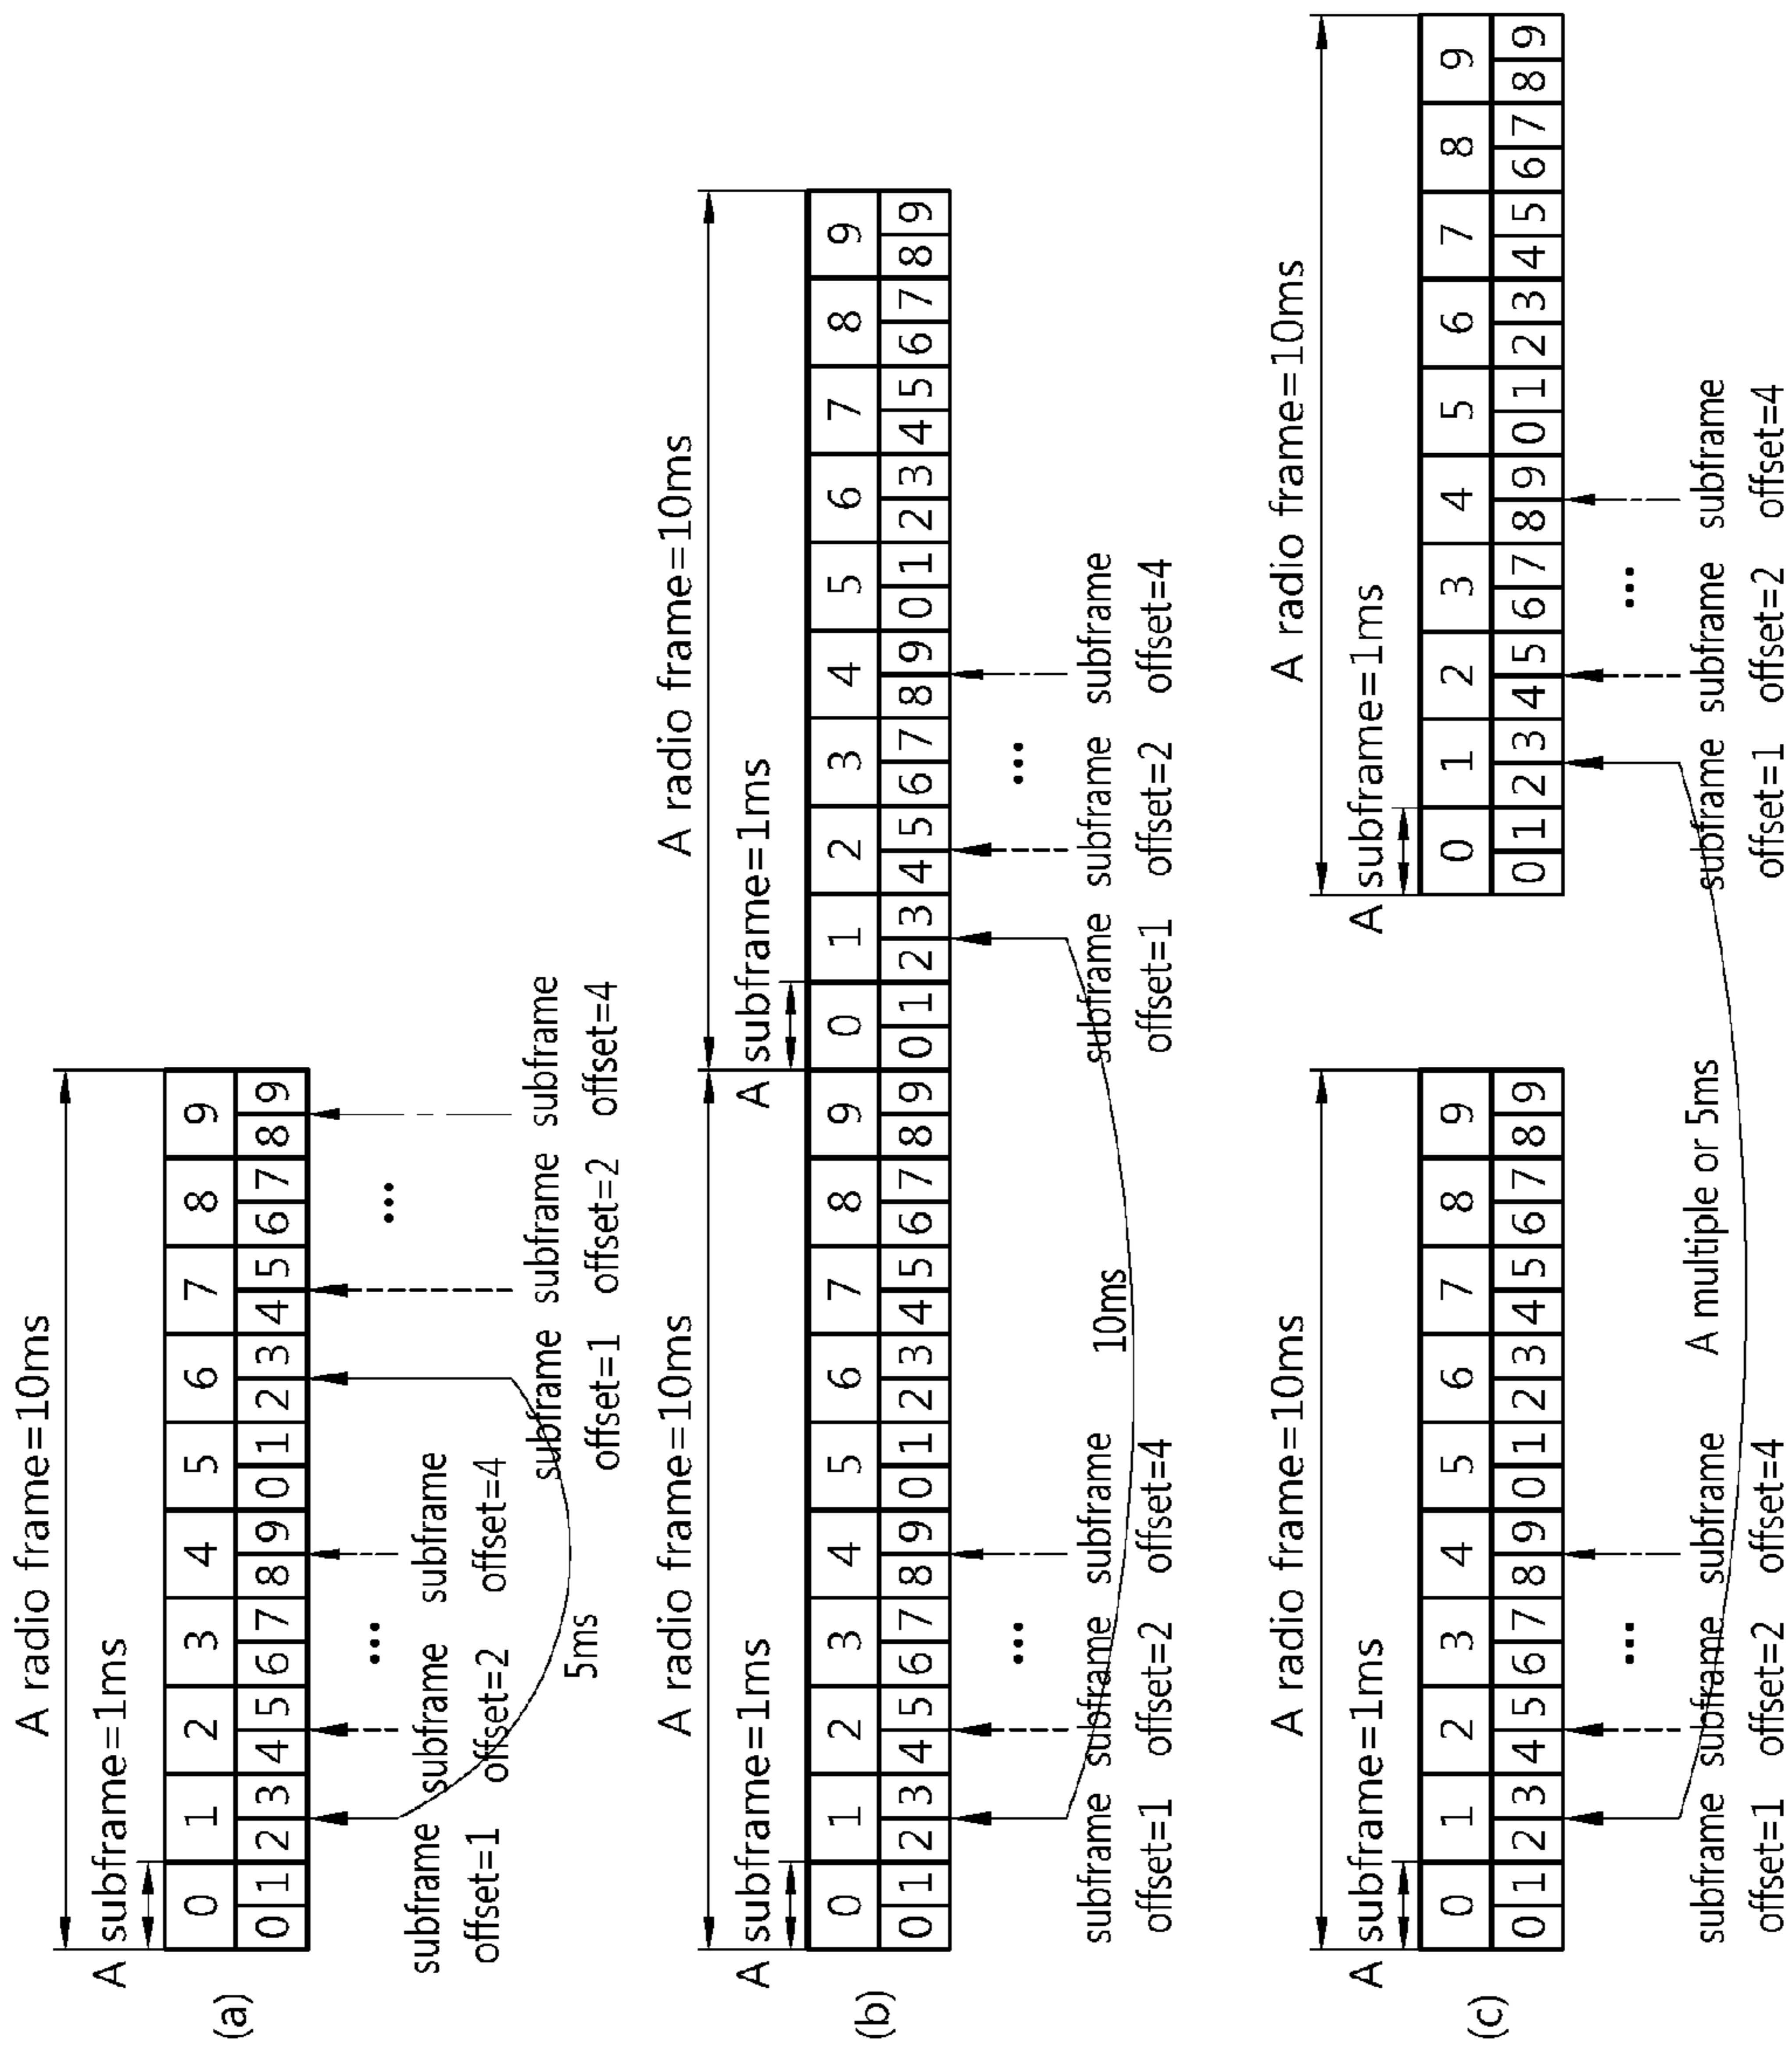 A radio frame=10ms
A subframe=1ms
0 1 2 3 4 5 6 7 8 9
0 1 2 3 4 5 6 7 8 9 0 1 2 3 4 5 6 7 8 9
subframe offset=1
subframe offset=2
...
subframe offset=4
subframe offset=1
subframe offset=2
...
subframe offset=4
5ms
(a)
A radio frame=10ms
A radio frame=10ms
A subframe=1ms
A subframe=1ms
0 1 2 3 4 5 6 7 8 9 0 1 2 3 4 5 6 7 8 9
0 1 2 3 4 5 6 7 8 9 0 1 2 3 4 5 6 7 8 9 0 1 2 3 4 5 6 7 8 9 0 1 2 3 4 5 6 7 8 9
subframe offset=1
subframe offset=2
...
subframe offset=4
subframe offset=1
subframe offset=2
...
subframe offset=4
10ms
(b)
A radio frame=10ms
A radio frame=10ms
A subframe=1ms
A subframe=1ms
0 1 2 3 4 5 6 7 8 9
0 1 2 3 4 5 6 7 8 9
0 1 2 3 4 5 6 7 8 9 0 1 2 3 4 5 6 7 8 9
0 1 2 3 4 5 6 7 8 9 0 1 2 3 4 5 6 7 8 9
subframe offset=1
subframe offset=2
...
subframe offset=4
subframe offset=1
subframe offset=2
...
subframe offset=4
A multiple or 5ms
(c)